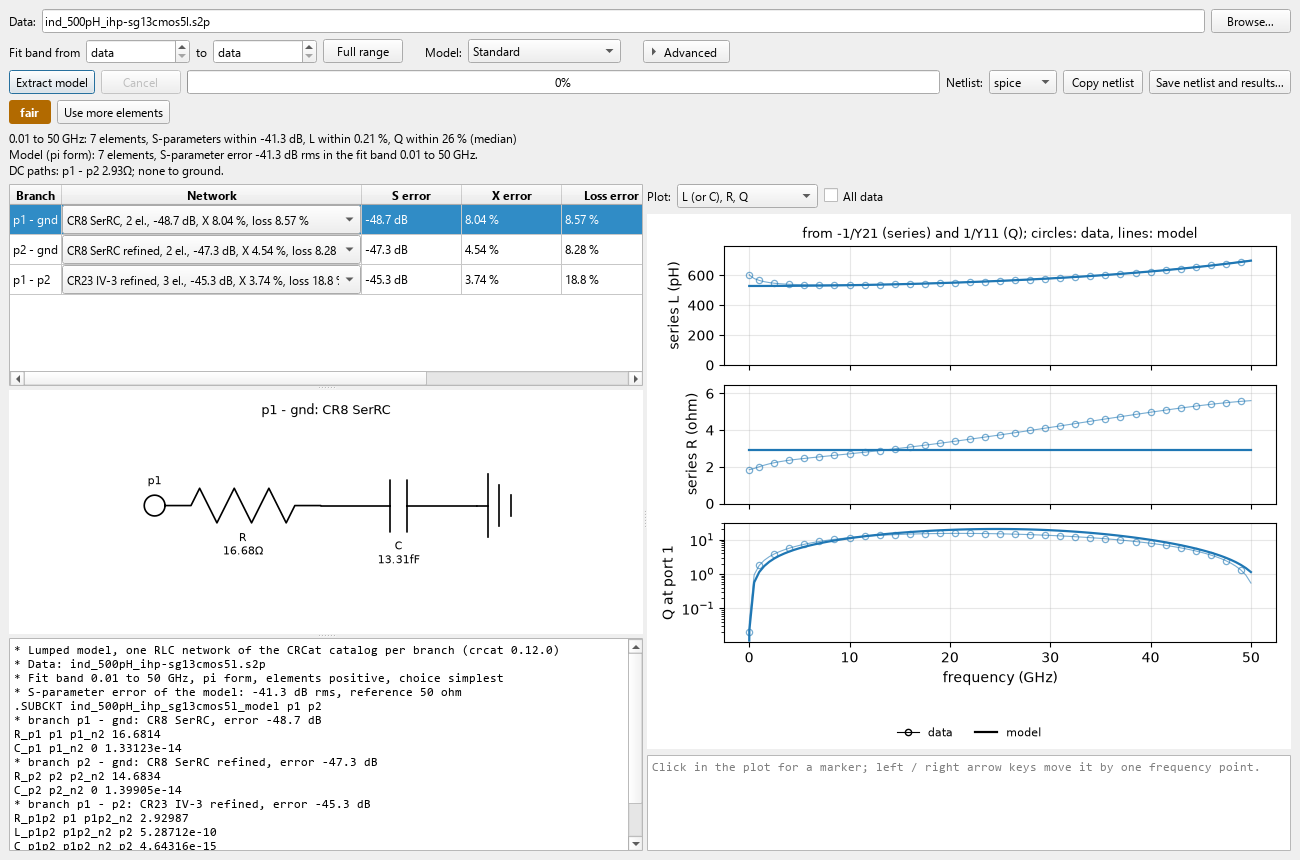 Data: ind_500pH_ihp-sg13cmos5l.s2p Browse...
Fit band from data to data Full range Model: Standard Advanced
Extract model Cancel 0% Netlist: spice Copy netlist Save netlist and results...
fair Use more elements
0.01 to 50 GHz: 7 elements, S-parameters within -41.3 dB, L within 0.21 %, Q within 26 % (median)
Model (pi form): 7 elements, S-parameter error -41.3 dB rms in the fit band 0.01 to 50 GHz.
DC paths: p1 - p2 2.93Ω; none to ground.
Branch Network S error X error Loss error
p1 - gnd CR8 SerRC, 2 el., -48.7 dB, X 8.04 %, loss 8.57 % -48.7 dB 8.04 % 8.57 %
p2 - gnd CR8 SerRC refined, 2 el., -47.3 dB, X 4.54 %, loss 8.28 -47.3 dB 4.54 % 8.28 %
p1 - p2 CR23 IV-3 refined, 3 el., -45.3 dB, X 3.74 %, loss 18.8 % -45.3 dB 3.74 % 18.8 %
p1 - gnd: CR8 SerRC
p1
R
16.68Ω
C
13.31fF
* Lumped model, one RLC network of the CRCat catalog per branch (crcat 0.12.0)
* Data: ind_500pH_ihp-sg13cmos5l.s2p
* Fit band 0.01 to 50 GHz, pi form, elements positive, choice simplest
* S-parameter error of the model: -41.3 dB rms, reference 50 ohm
.SUBCKT ind_500pH_ihp_sg13cmos5l_model p1 p2
* branch p1 - gnd: CR8 SerRC, error -48.7 dB
R_p1 p1 p1_n2 16.6814
C_p1 p1_n2 0 1.33123e-14
* branch p2 - gnd: CR8 SerRC refined, error -47.3 dB
R_p2 p2 p2_n2 14.6834
C_p2 p2_n2 0 1.39905e-14
* branch p1 - p2: CR23 IV-3 refined, error -45.3 dB
R_p1p2 p1 p1p2_n2 2.92987
L_p1p2 p1p2_n2 p2 5.28712e-10
C_p1p2 p1p2_n2 p2 4.64316e-15
Plot: L (or C), R, Q All data
from -1/Y21 (series) and 1/Y11 (Q); circles: data, lines: model
series L (pH)
600
400
200
0
series R (ohm)
6
4
2
0
Q at port 1
10¹
10⁰
10⁻¹
0 10 20 30 40 50
frequency (GHz)
data model
Click in the plot for a marker; left / right arrow keys move it by one frequency point.